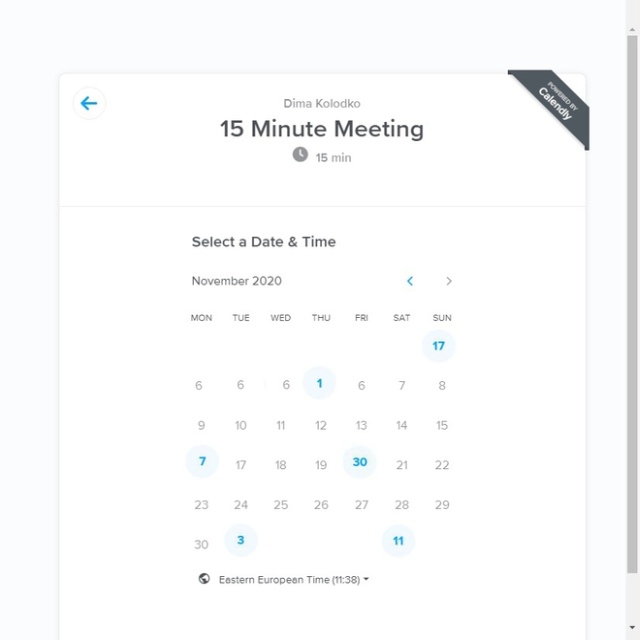 POWERED BY
Calendly
Dima Kolodko
15 Minute Meeting
15 min
Select a Date & Time
November 2020
MON TUE WED THU FRI SAT SUN
17
6 6 6 1 6 7 8
9 10 11 12 13 14 15
7 17 18 19 30 21 22
23 24 25 26 27 28 29
30 3 11
Eastern European Time (11:38)